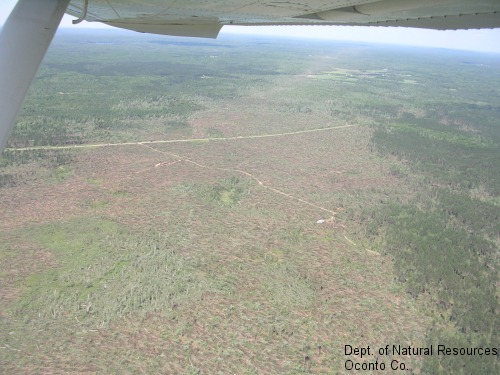 Dept. of Natural Resources
Oconto Co.